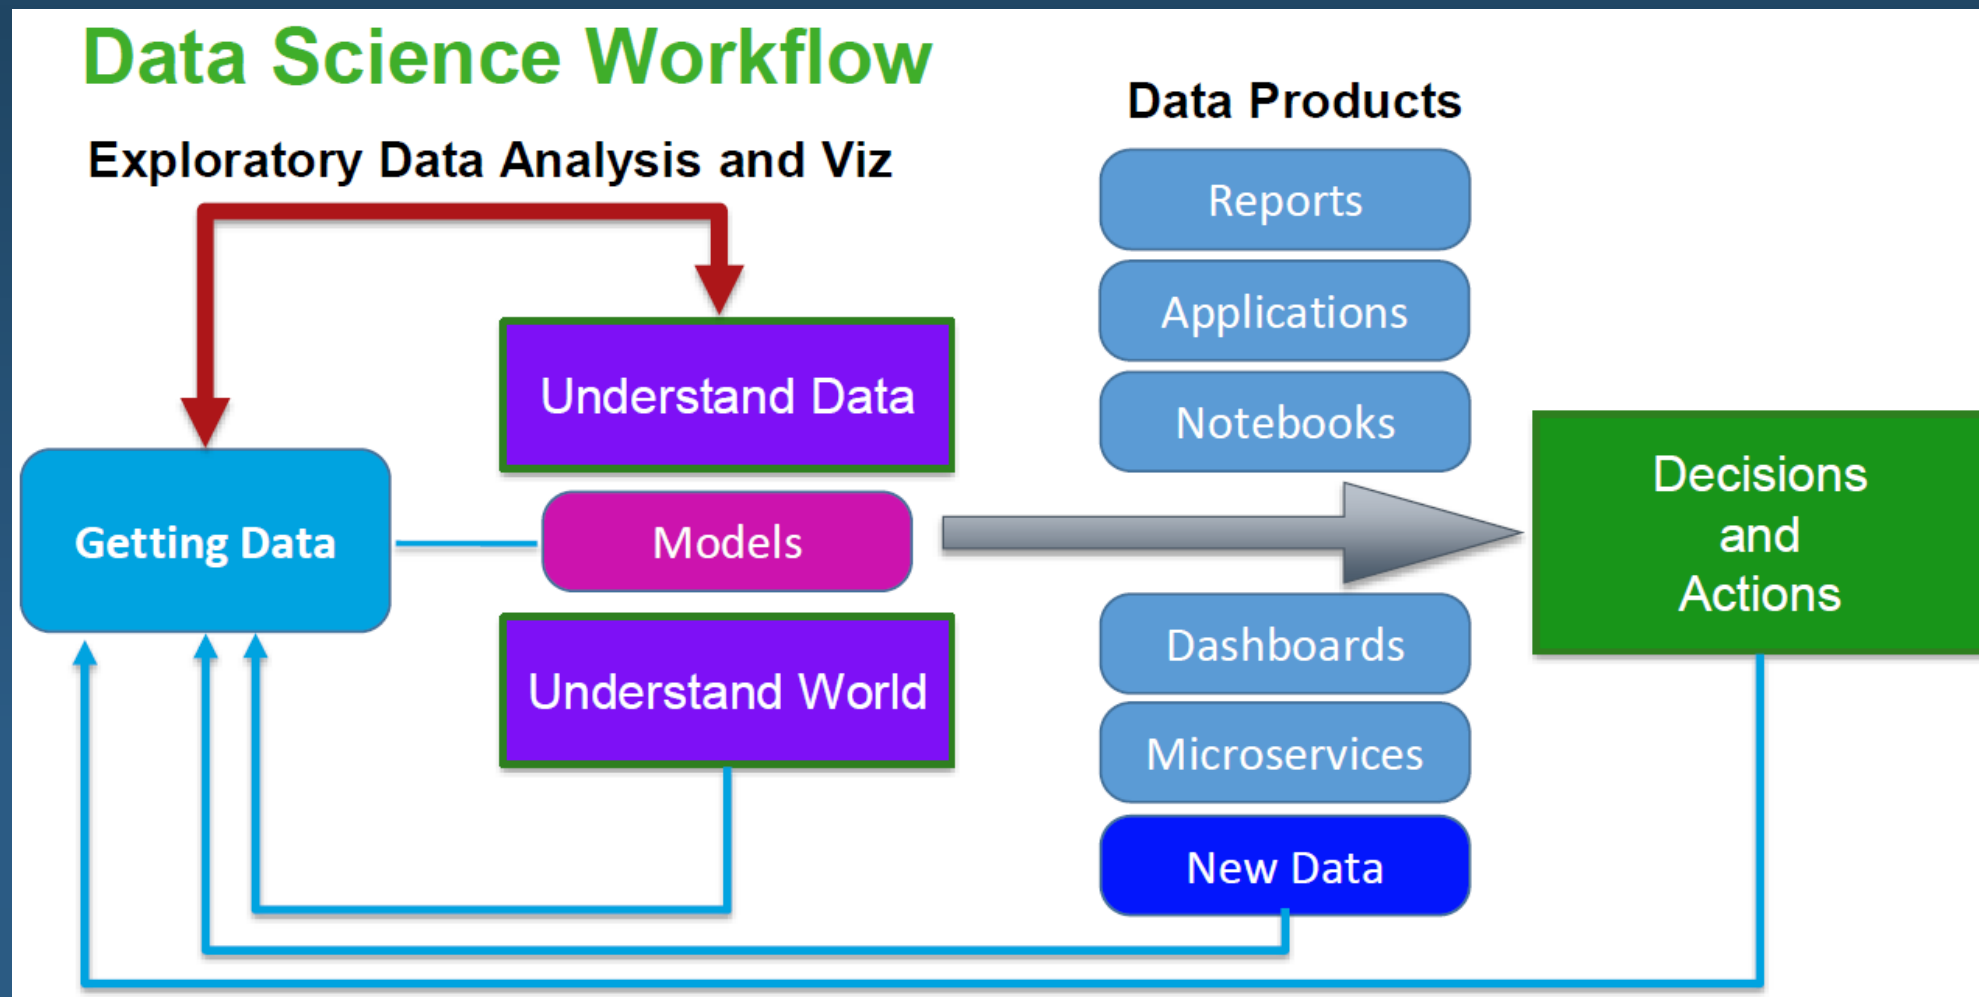 Data Science Workflow
Exploratory Data Analysis and Viz
Data Products
Reports
Applications
Notebooks
Understand Data
Getting Data
Models
Understand World
Decisions
and
Actions
Dashboards
Microservices
New Data